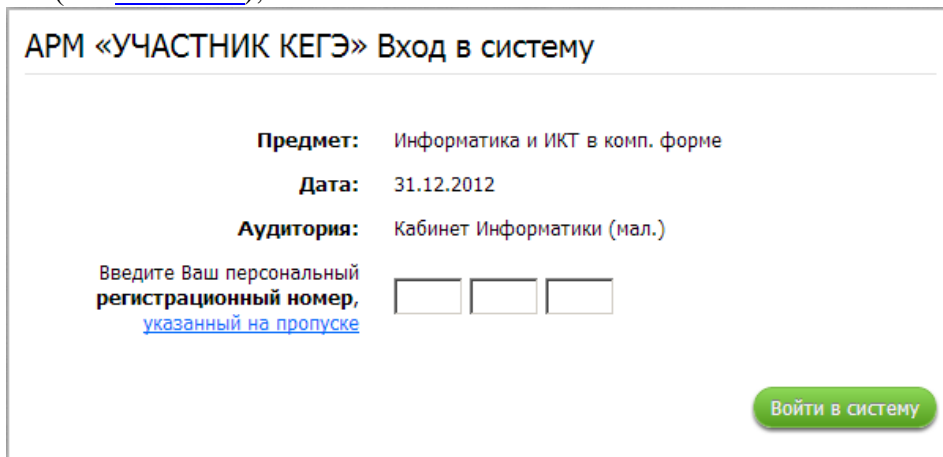 АРМ «УЧАСТНИК КЕГЭ» Вход в систему
Предмет: Информатика и ИКТ в комп. форме
Дата: 31.12.2012
Аудитория: Кабинет Информатики (мал.)
Введите Ваш персональный
регистрационный номер,
указанный на пропуске
Войти в систему